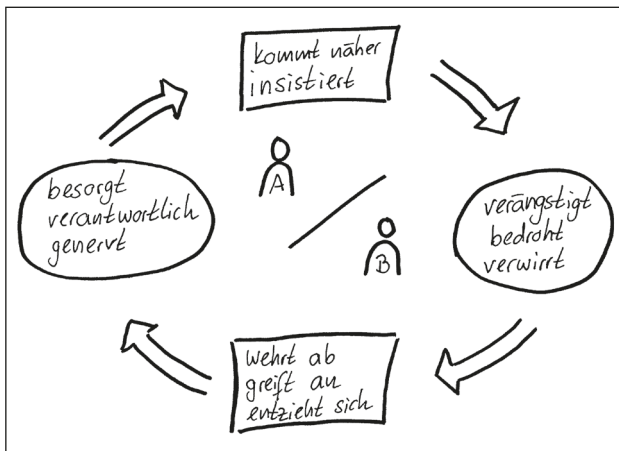 kommt näher
insistiert
A
besorgt
verantwortlich
genervt
verängstigt
bedroht
verwirrt
B
wehrt ab
greift an
entzieht sich